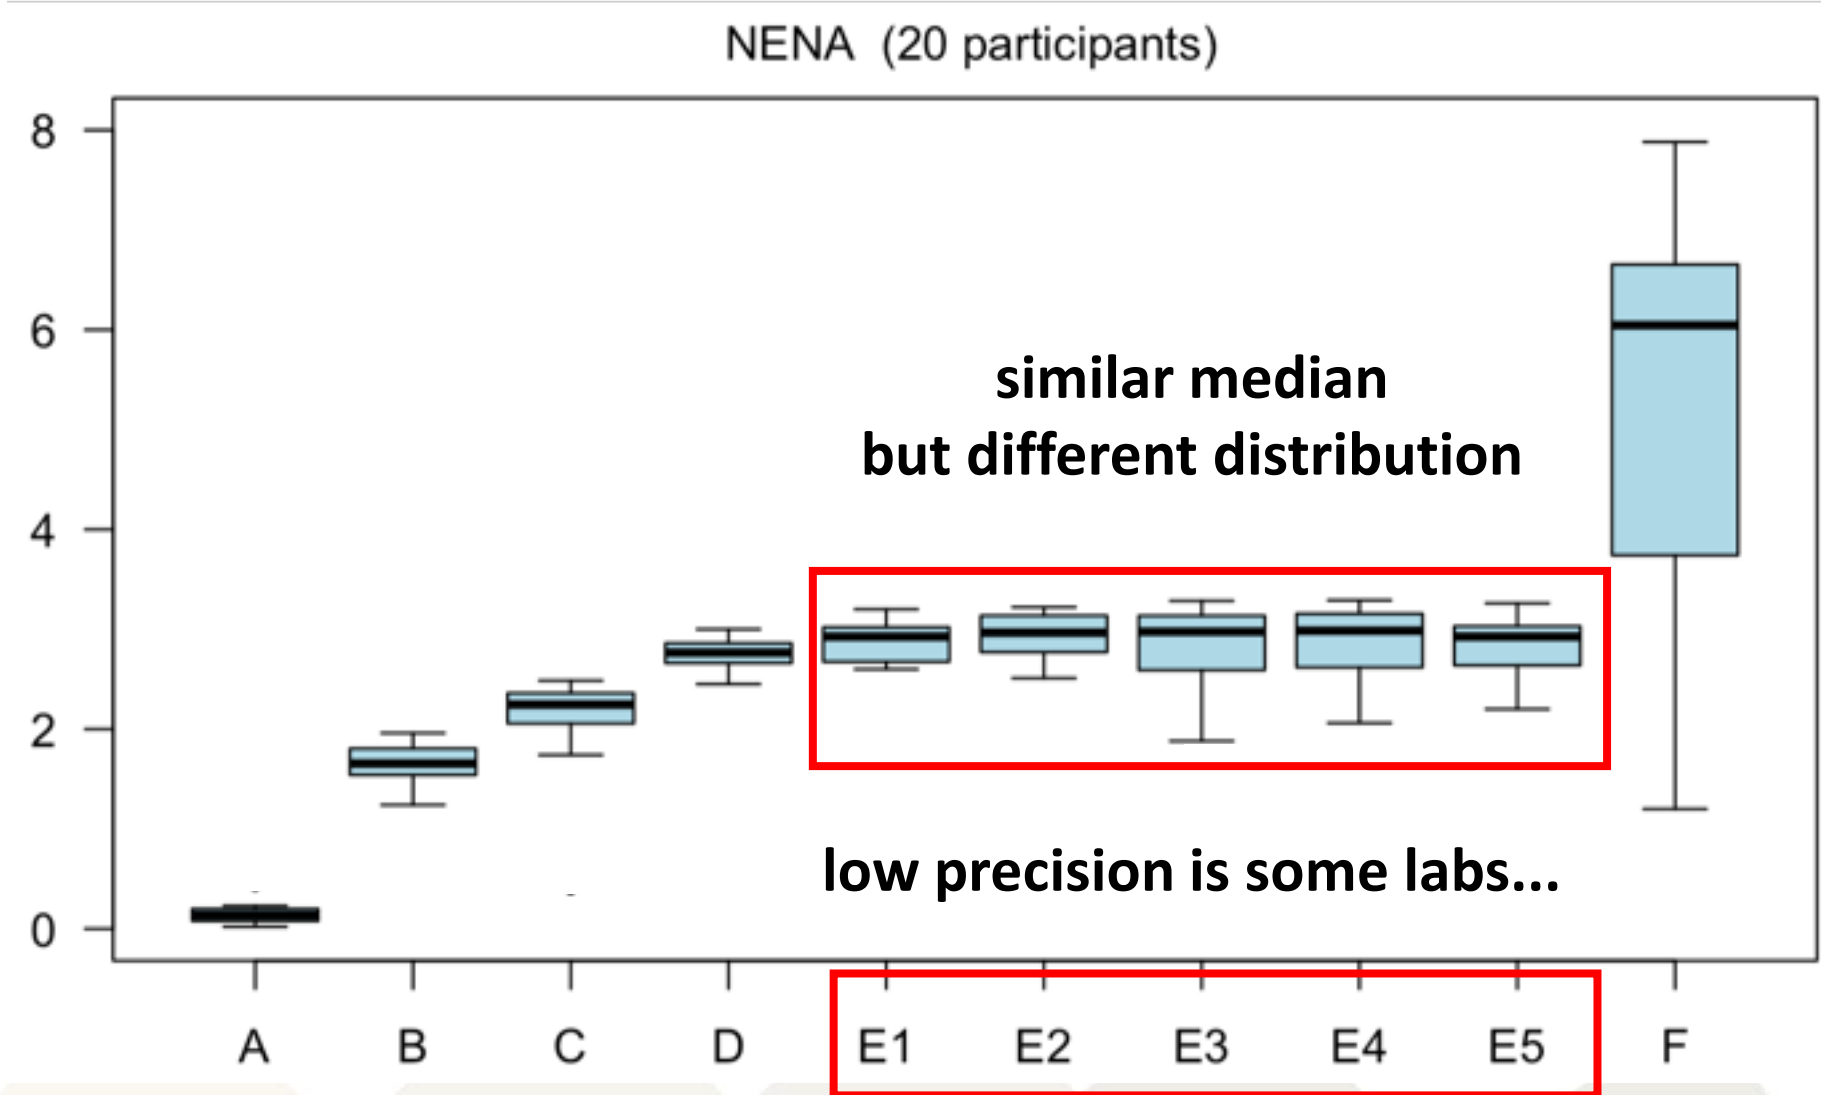 NENA (20 participants)
8
6
similar median
but different distribution
4
2
low precision is some labs...
0
A B C D E1 E2 E3 E4 E5 F